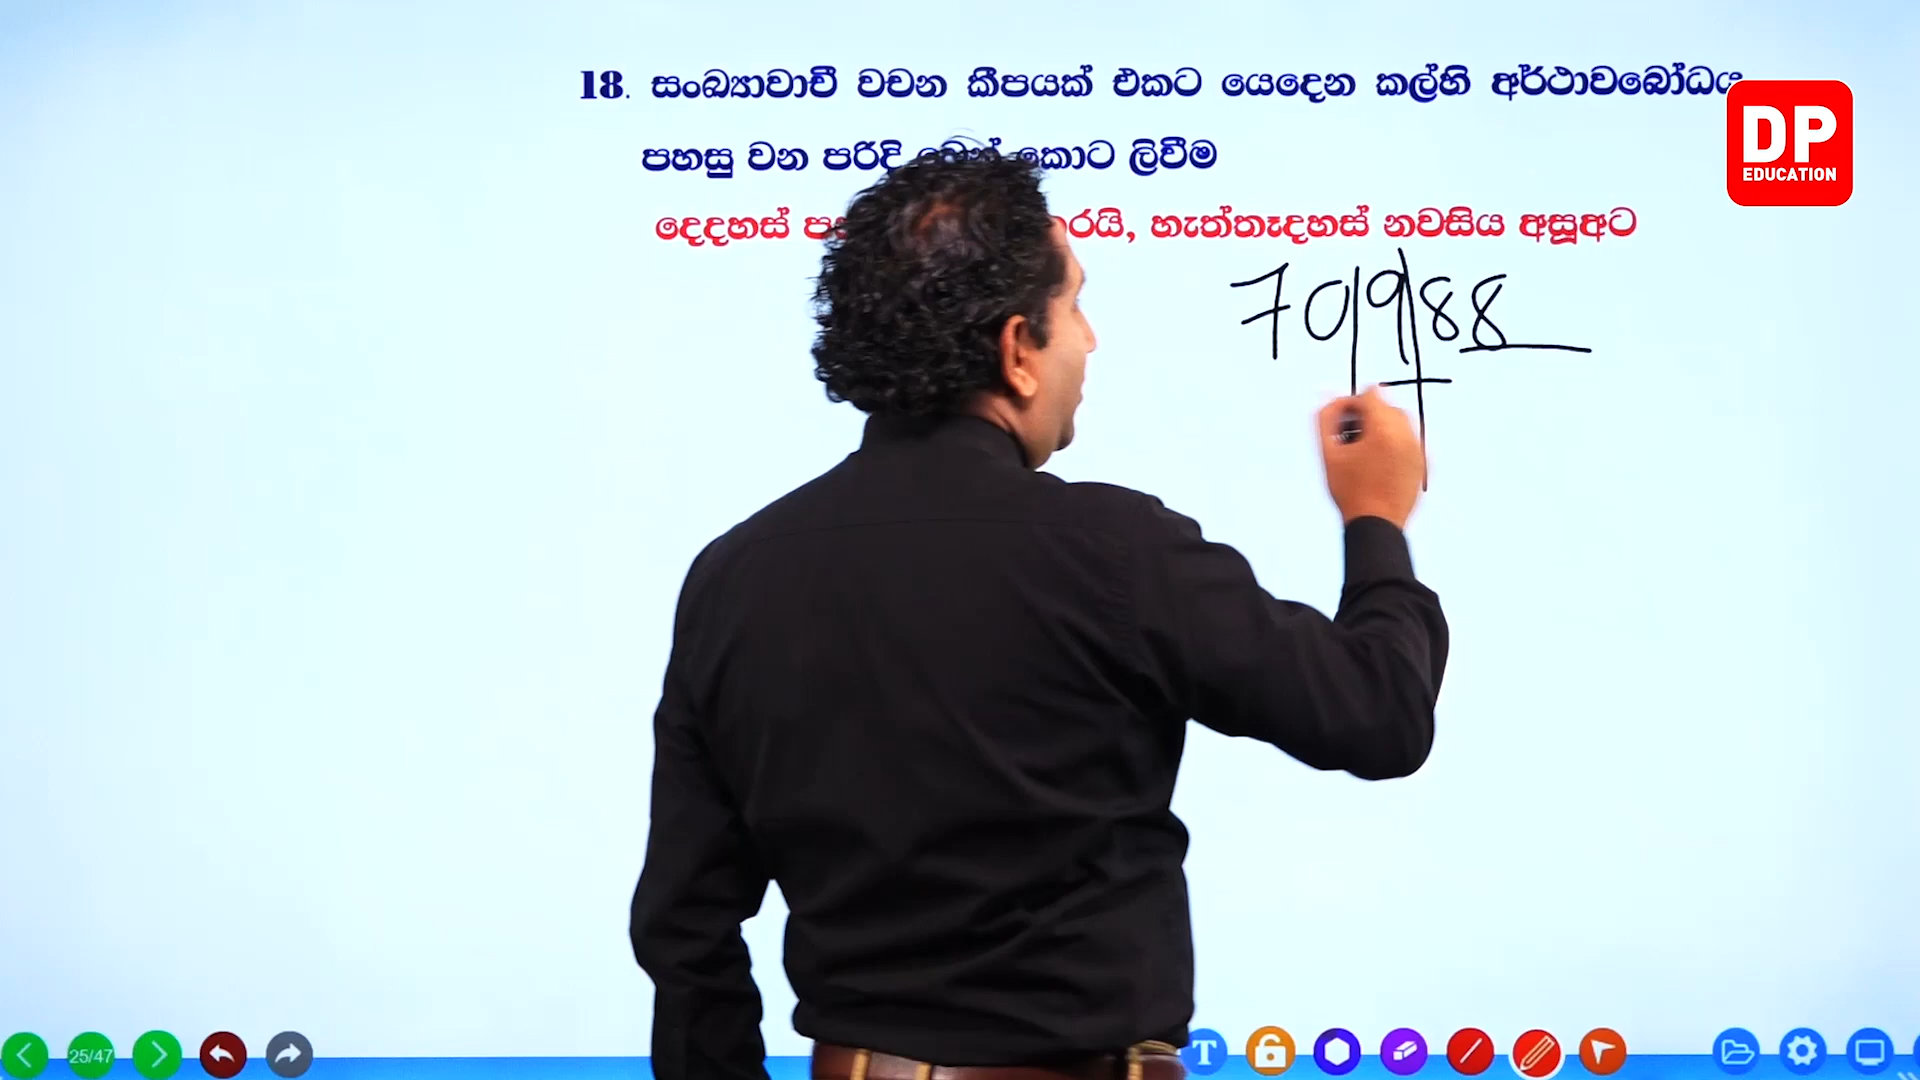 18. සංඛ්‍යාවාචී වචන කීපයක් එකට යෙදෙන කල්හි අර්ථාවබෝධය
පහසු වන පරිදි කොට ලිවීම
දෙදහස් හැත්තෑදහස් නවසිය අසූඅට
70988
DP
EDUCATION
25/47
T